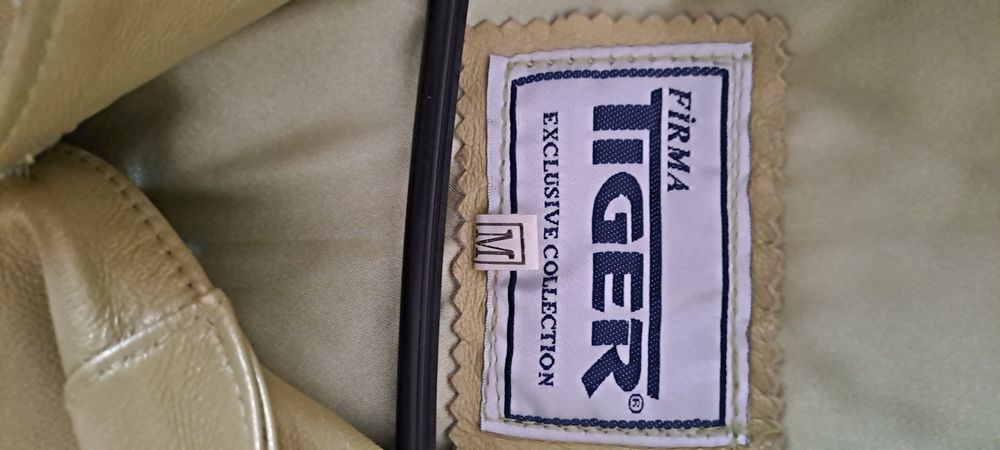 FİRMA
TIGER®
EXCLUSIVE COLLECTION
M